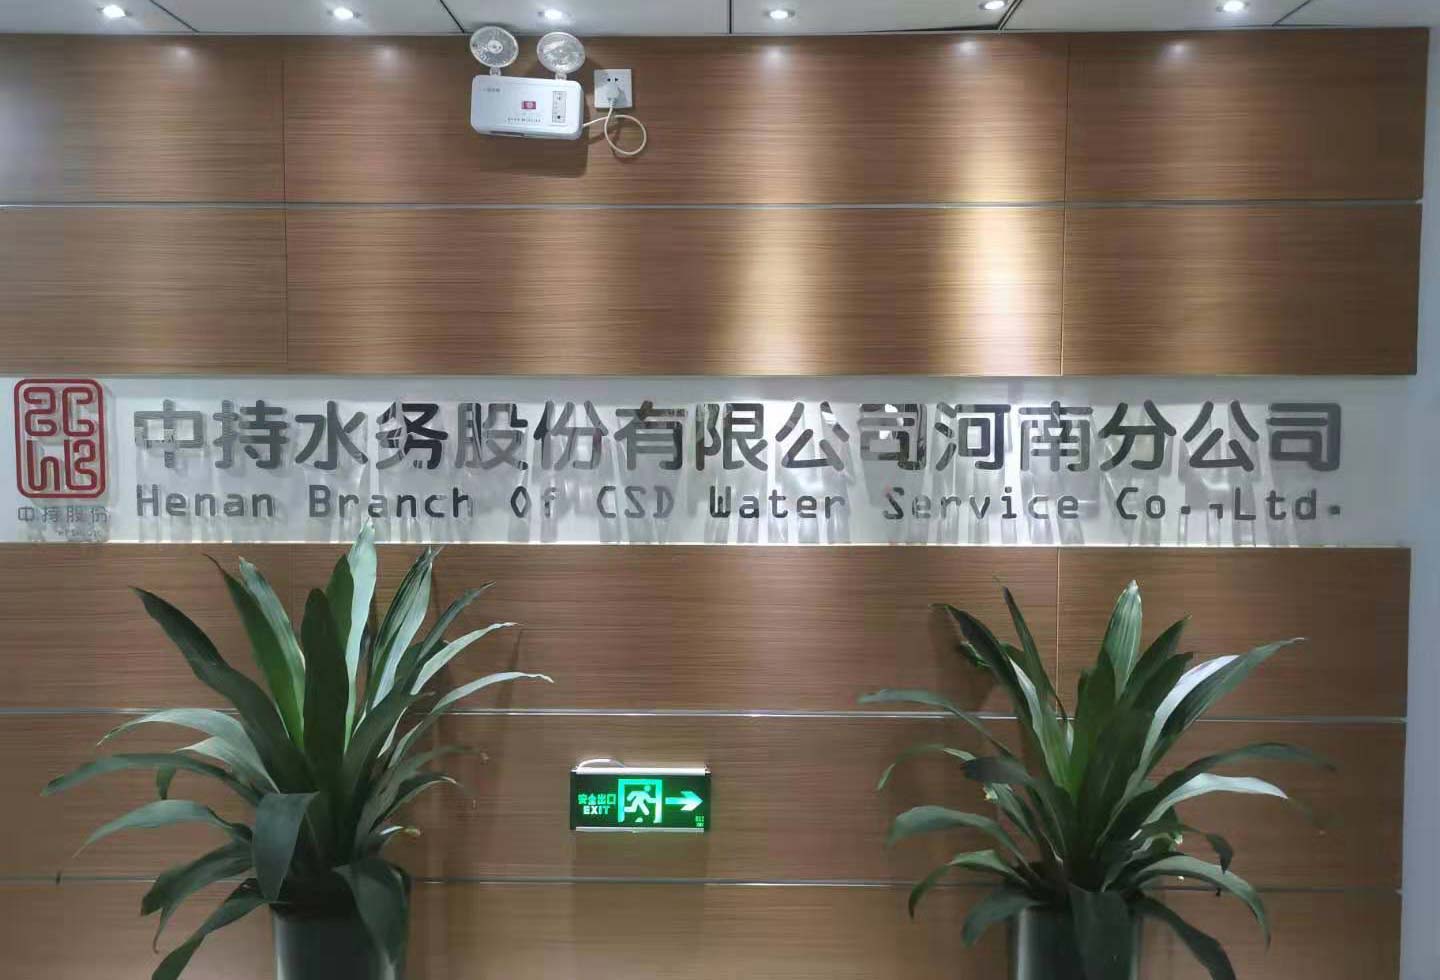 中持水务股份有限公司河南分公司
Henan Branch Of CSD Water Service Co.,Ltd.
中持股份
安全出口
EXIT